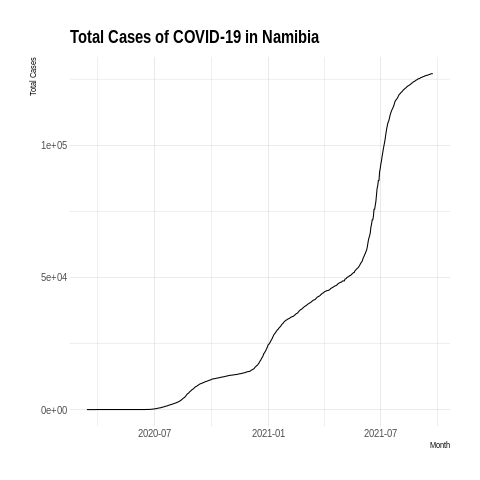 Total Cases of COVID-19 in Namibia
Total Cases
1e+05
5e+04
0e+00
2020-07 2021-01 2021-07
Month